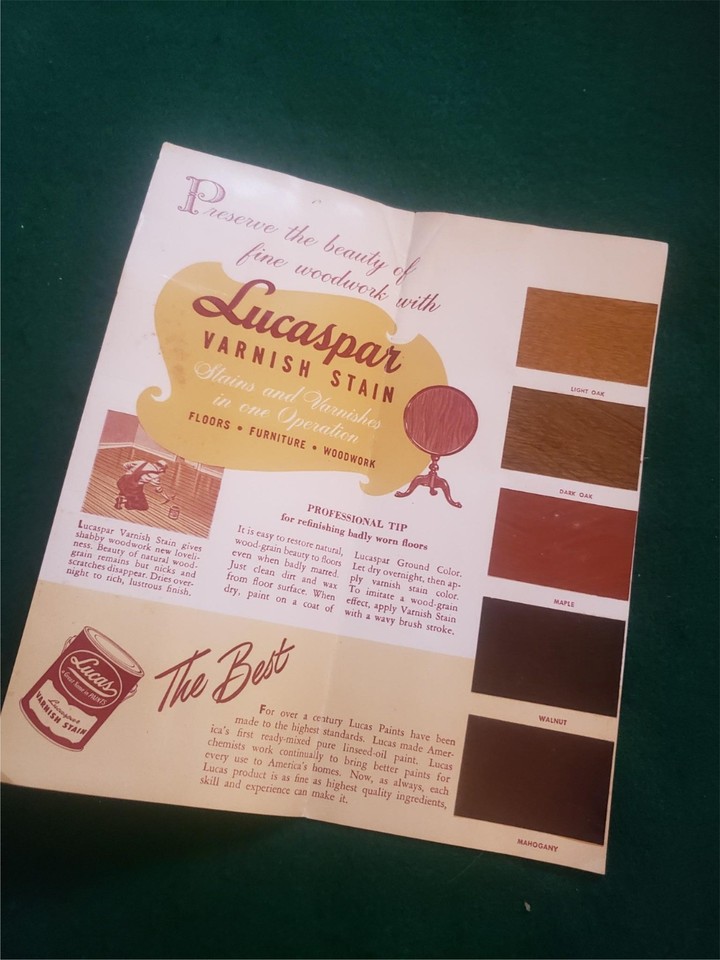 Preserve the beauty of
fine woodwork with
Lucaspar
VARNISH STAIN
Stains and Varnishes
in one Operation
FLOORS • FURNITURE • WOODWORK
Lucaspar Varnish Stain gives
shabby woodwork new loveli-
ness. Beauty of natural wood-
grain remains but nicks and
scratches disappear. Dries over-
night to rich, lustrous finish.
PROFESSIONAL TIP
for refinishing badly worn floors
It is easy to restore natural,
wood-grain beauty to floors
even when badly marred.
Just clean dirt and wax
from floor surface. When
dry, paint on a coat of
Lucaspar Ground Color.
Let dry overnight, then ap-
ply varnish stain color.
To imitate a wood-grain
effect, apply Varnish Stain
with a wavy brush stroke.
LIGHT OAK
DARK OAK
MAPLE
WALNUT
MAHOGANY
Lucas
Lucaspar
VARNISH STAIN
The Best
For over a century Lucas Paints have been
made to the highest standards. Lucas made Amer-
ica's first ready-mixed pure linseed-oil paint. Lucas
chemists work continually to bring better paints for
every use to America's homes. Now, as always, each
Lucas product is as fine as highest quality ingredients,
skill and experience can make it.